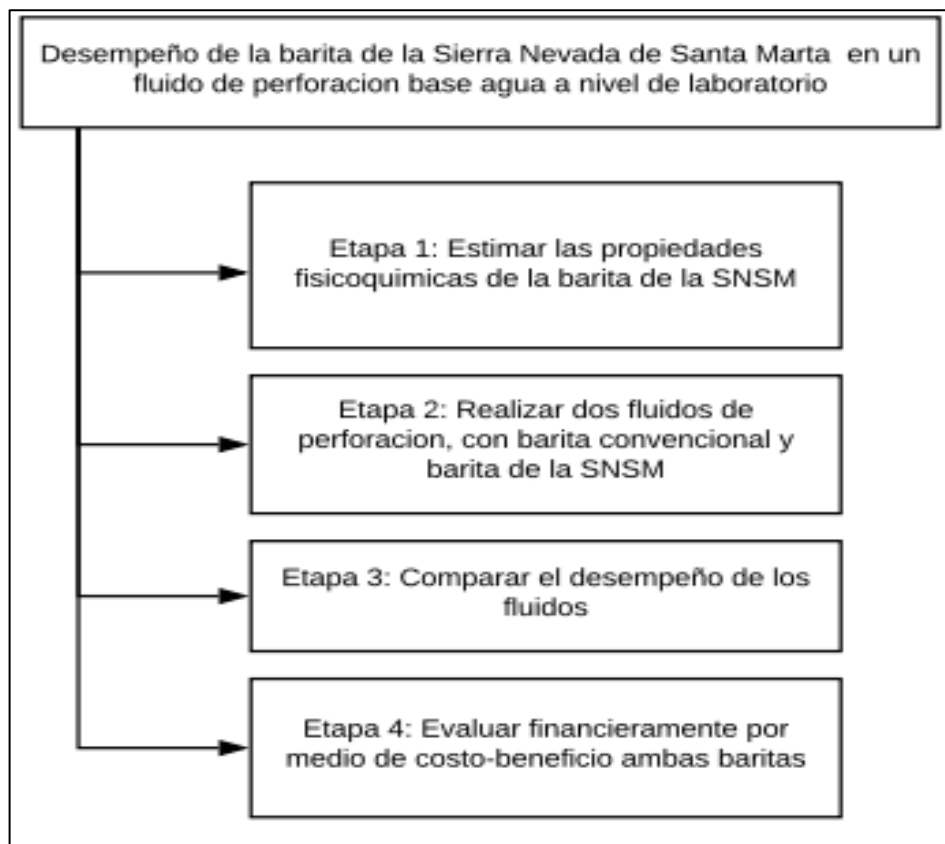 Desempeño de la barita de la Sierra Nevada de Santa Marta en un
fluido de perforacion base agua a nivel de laboratorio
Etapa 1: Estimar las propiedades
fisicoquimicas de la barita de la SNSM
Etapa 2: Realizar dos fluidos de
perforacion, con barita convencional y
barita de la SNSM
Etapa 3: Comparar el desempeño de los
fluidos
Etapa 4: Evaluar financieramente por
medio de costo-beneficio ambas baritas